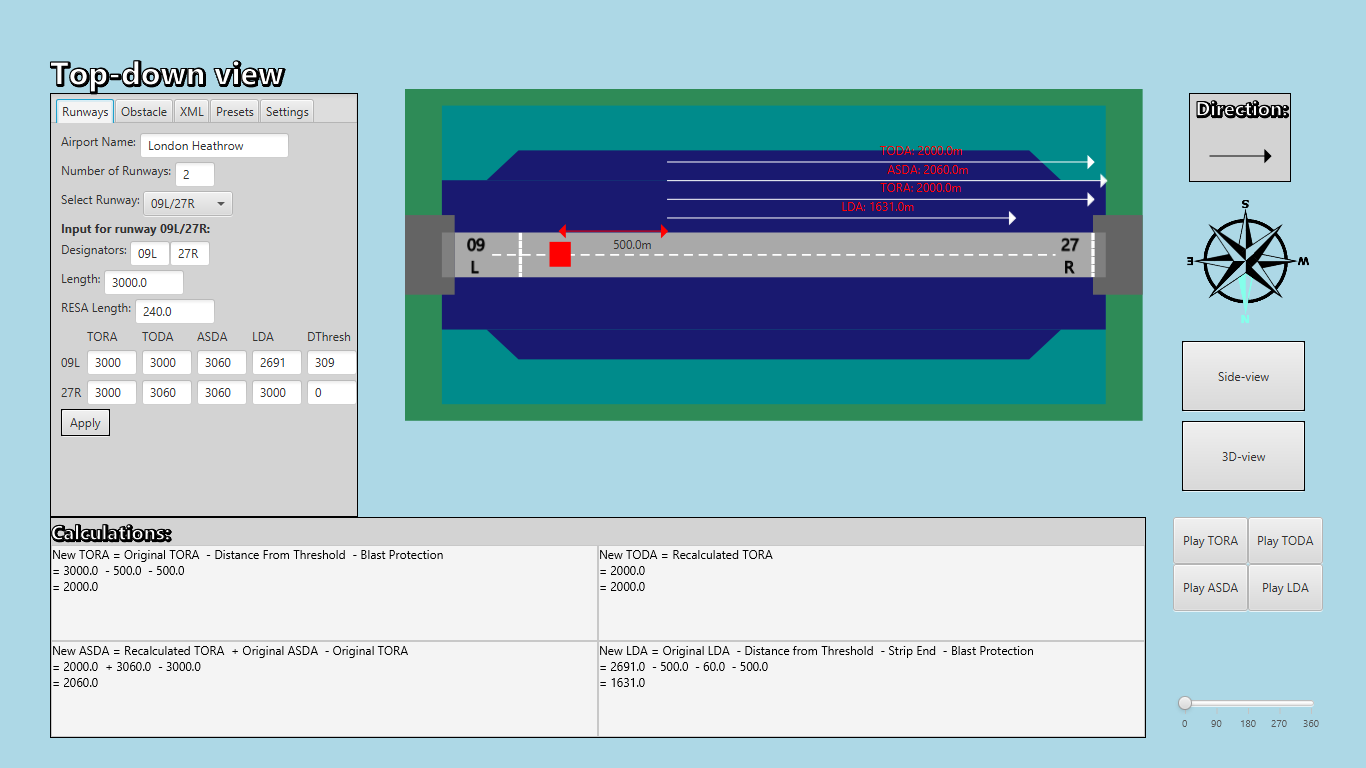 Top-down view
Runways Obstacle XML Presets Settings
Airport Name: London Heathrow
Number of Runways: 2
Select Runway: 09L/27R
Input for runway 09L/27R:
Designators: 09L 27R
Length: 3000.0
RESA Length: 240.0
TORA TODA ASDA LDA DThresh
09L 3000 3000 3060 2691 309
27R 3000 3060 3060 3000 0
Apply
TODA: 2000.0m
ASDA: 2060.0m
TORA: 2000.0m
LDA: 1631.0m
500.0m
09
L
27
R
Direction:
S
E W
N
Side-view
3D-view
Calculations:
New TORA = Original TORA - Distance From Threshold - Blast Protection
= 3000.0 - 500.0 - 500.0
= 2000.0
New TODA = Recalculated TORA
= 2000.0
= 2000.0
New ASDA = Recalculated TORA + Original ASDA - Original TORA
= 2000.0 + 3060.0 - 3000.0
= 2060.0
New LDA = Original LDA - Distance from Threshold - Strip End - Blast Protection
= 2691.0 - 500.0 - 60.0 - 500.0
= 1631.0
Play TORA Play TODA
Play ASDA Play LDA
0 90 180 270 360